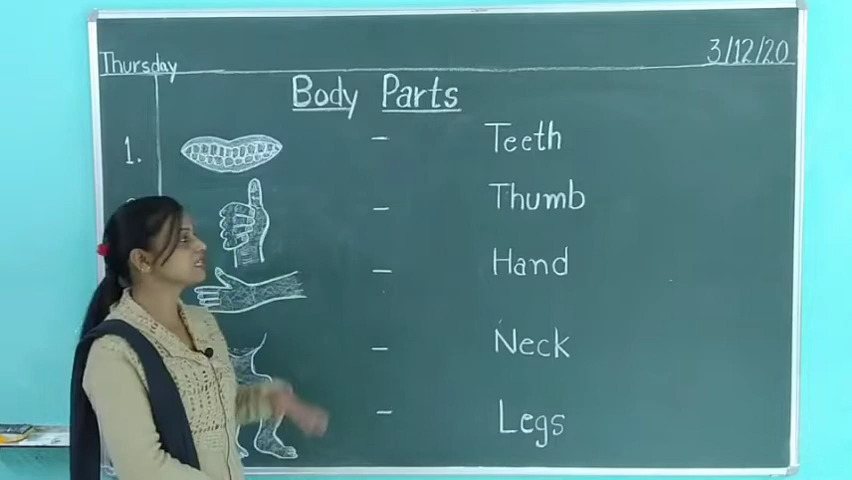 Thursday 3/12/20
Body Parts
1. - Teeth
- Thumb
- Hand
- Neck
- Legs